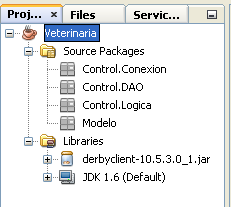 Proj... Files Servic...
Veterinaria
Source Packages
Control.Conexion
Control.DAO
Control.Logica
Modelo
Libraries
derbyclient-10.5.3.0_1.jar
JDK 1.6 (Default)